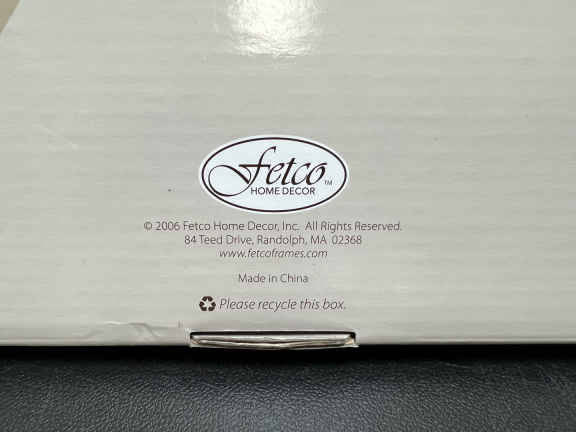 fetco™
HOME DECOR
© 2006 Fetco Home Decor, Inc. All Rights Reserved.
84 Teed Drive, Randolph, MA 02368
www.fetcoframes.com
Made in China
Please recycle this box.